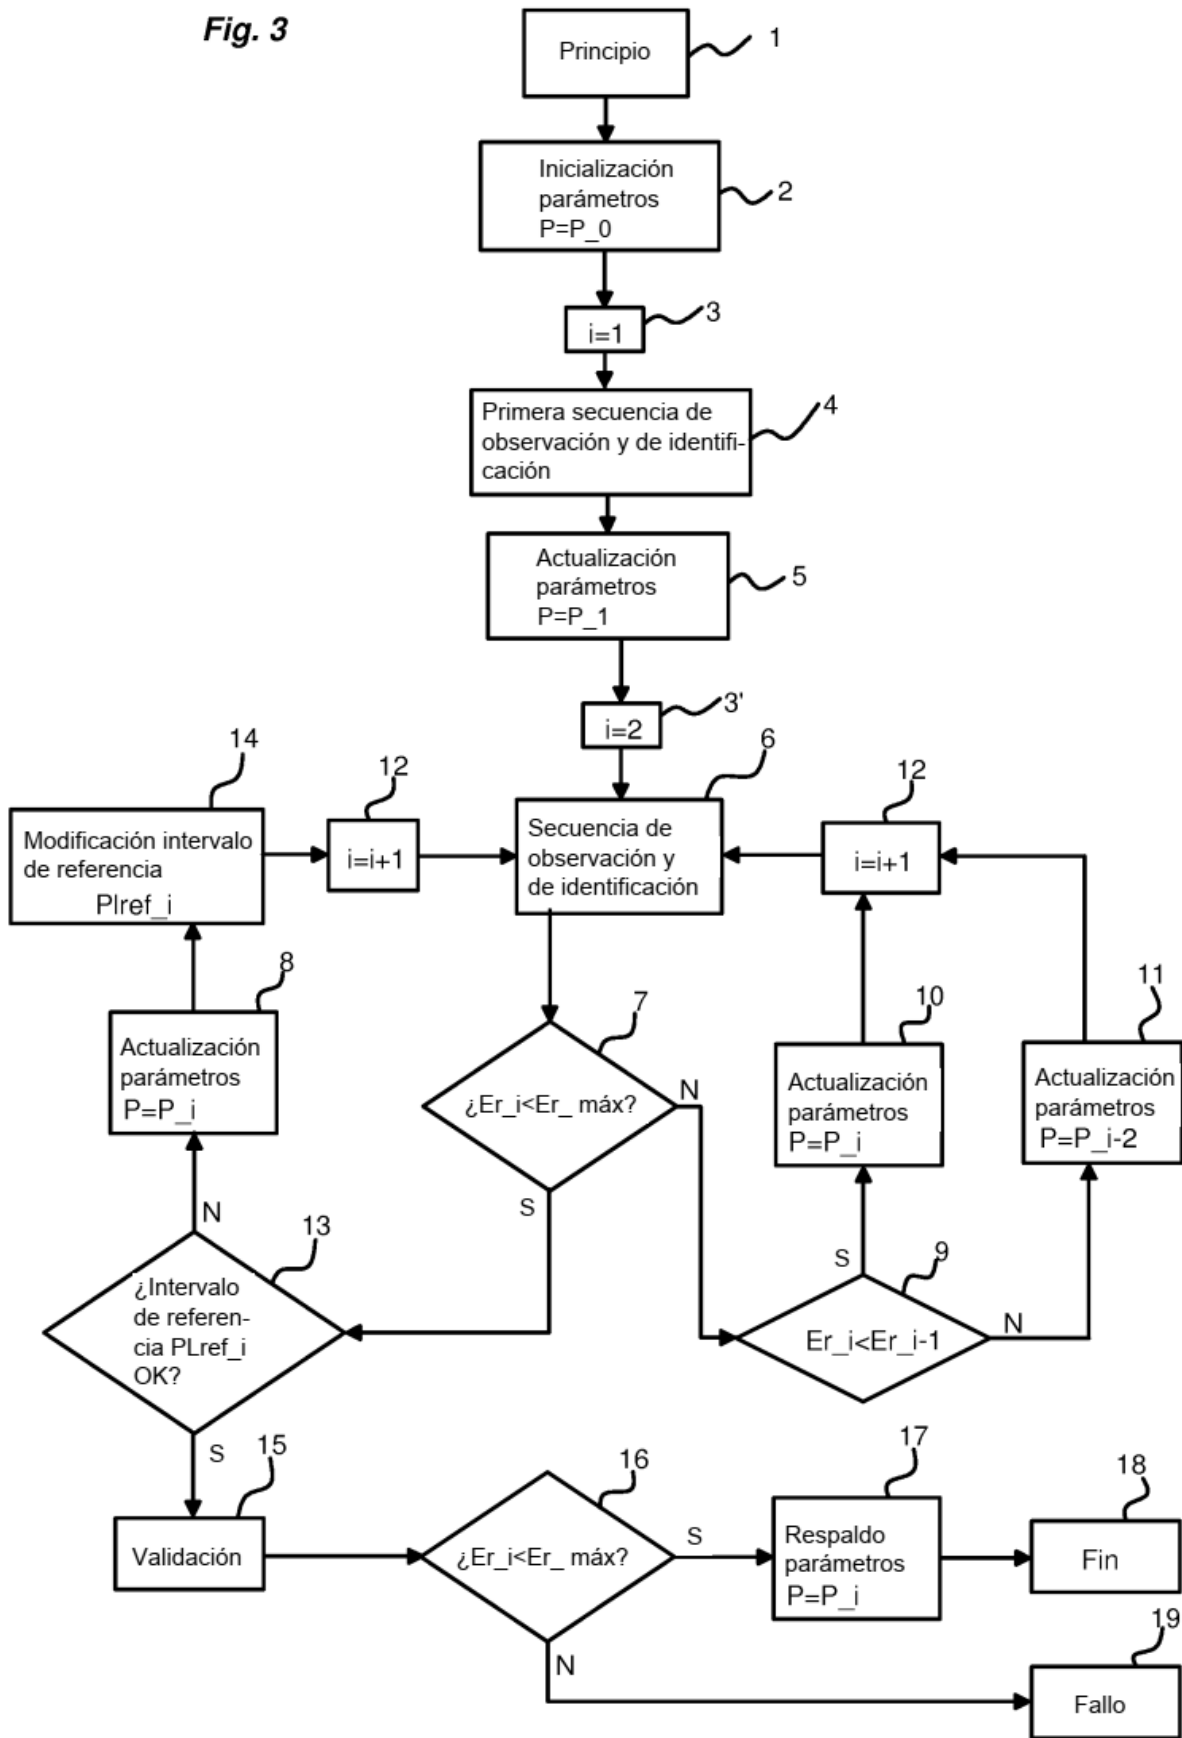 Fig. 3
Principio
1
Inicialización
parámetros
P=P_0
2
i=1
3
Primera secuencia de
observación y de identifi-
cación
4
Actualización
parámetros
P=P_1
5
i=2
3'
14
Modificación intervalo
de referencia
PIref_i
12
i=i+1
6
Secuencia de
observación y
de identificación
12
i=i+1
8
Actualización
parámetros
P=P_i
7
¿Er_i<Er_ máx?
N
S
10
Actualización
parámetros
P=P_i
11
Actualización
parámetros
P=P_i-2
N
13
¿Intervalo
de referen-
cia PLref_i
OK?
S
S
9
Er_i<Er_i-1
N
15
Validación
16
¿Er_i<Er_ máx?
S
N
17
Respaldo
parámetros
P=P_i
18
Fin
19
Fallo